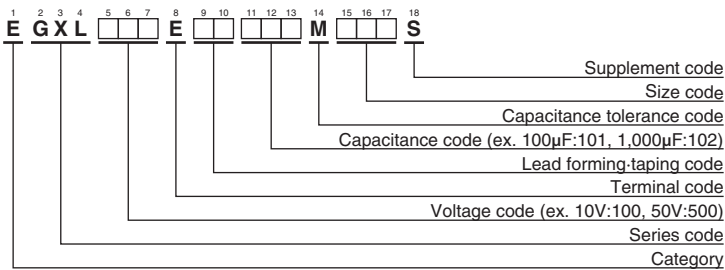 1 2 3 4 5 6 7 8 9 10 11 12 13 14 15 16 17 18
E G X L E M S
Supplement code
Size code
Capacitance tolerance code
Capacitance code (ex. 100μF:101, 1,000μF:102)
Lead forming·taping code
Terminal code
Voltage code (ex. 10V:100, 50V:500)
Series code
Category